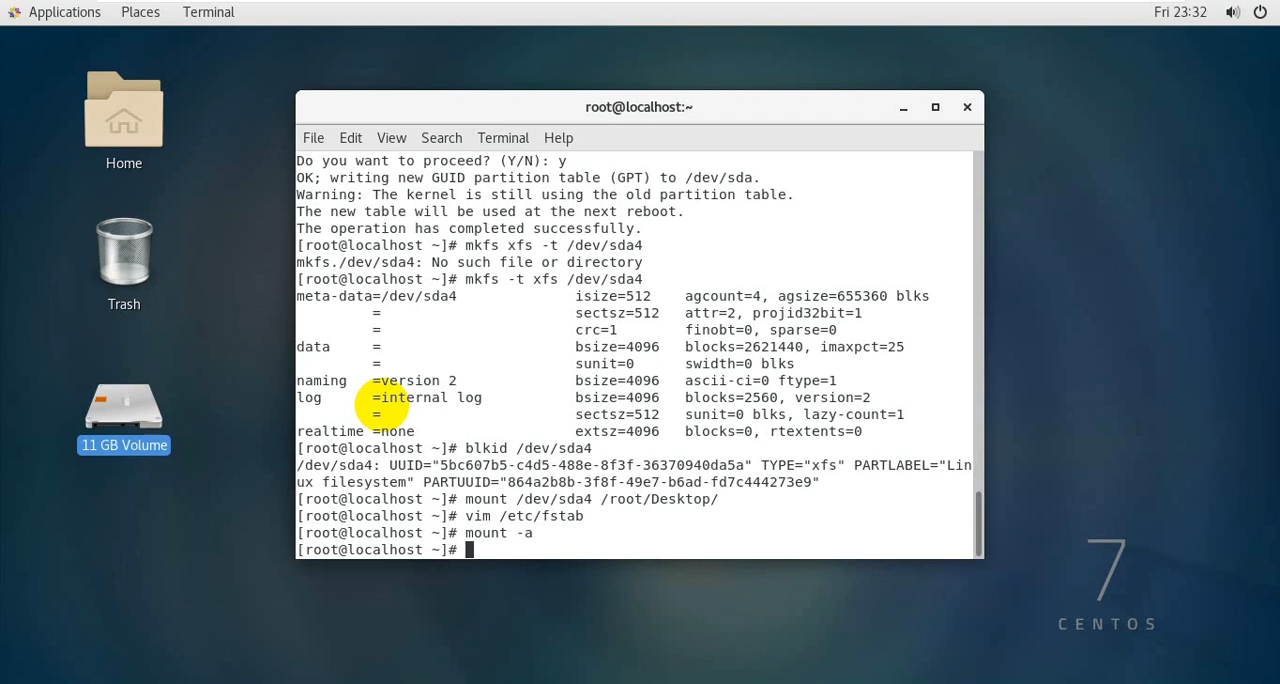 Applications Places Terminal Fri 23:32
root@localhost:~
File Edit View Search Terminal Help
Do you want to proceed? (Y/N): y
OK; writing new GUID partition table (GPT) to /dev/sda.
Warning: The kernel is still using the old partition table.
The new table will be used at the next reboot.
The operation has completed successfully.
[root@localhost ~]# mkfs xfs -t /dev/sda4
mkfs./dev/sda4: No such file or directory
[root@localhost ~]# mkfs -t xfs /dev/sda4
meta-data=/dev/sda4              isize=512    agcount=4, agsize=655360 blks
         =                       sectsz=512   attr=2, projid32bit=1
         =                       crc=1        finobt=0, sparse=0
data     =                       bsize=4096   blocks=2621440, imaxpct=25
         =                       sunit=0      swidth=0 blks
naming   =version 2              bsize=4096   ascii-ci=0 ftype=1
log      =internal log           bsize=4096   blocks=2560, version=2
         =                       sectsz=512   sunit=0 blks, lazy-count=1
realtime =none                   extsz=4096   blocks=0, rtextents=0
[root@localhost ~]# blkid /dev/sda4
/dev/sda4: UUID="5bc607b5-c4d5-488e-8f3f-36370940da5a" TYPE="xfs" PARTLABEL="Lin
ux filesystem" PARTUUID="864a2b8b-3f8f-49e7-b6ad-fd7c444273e9"
[root@localhost ~]# mount /dev/sda4 /root/Desktop/
[root@localhost ~]# vim /etc/fstab
[root@localhost ~]# mount -a
[root@localhost ~]#
Home
Trash
11 GB Volume
7
CENTOS